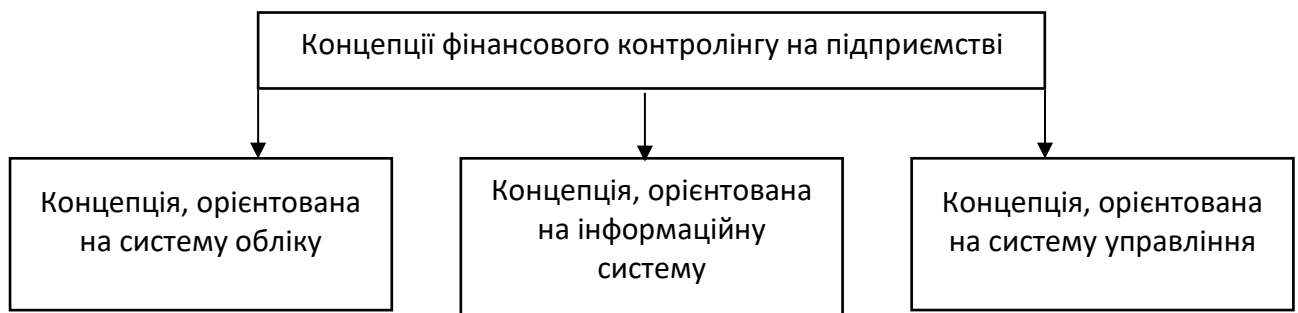 Концепції фінансового контролінгу на підприємстві
Концепція, орієнтована
на систему обліку
Концепція, орієнтована
на інформаційну
систему
Концепція, орієнтована
на систему управління